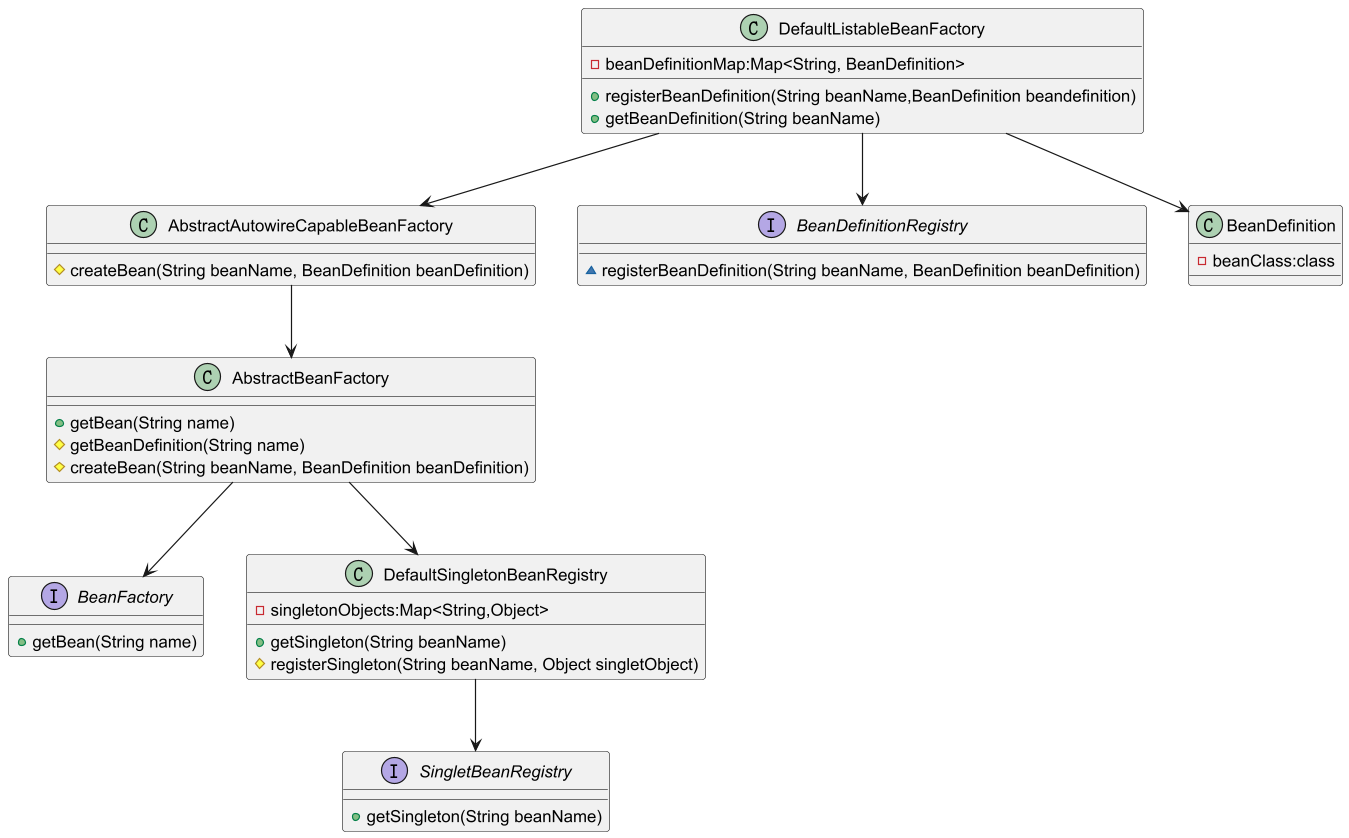 C DefaultListableBeanFactory
beanDefinitionMap:Map<String, BeanDefinition>
registerBeanDefinition(String beanName,BeanDefinition beandefinition)
getBeanDefinition(String beanName)
C AbstractAutowireCapableBeanFactory
createBean(String beanName, BeanDefinition beanDefinition)
I BeanDefinitionRegistry
registerBeanDefinition(String beanName, BeanDefinition beanDefinition)
C BeanDefinition
beanClass:class
C AbstractBeanFactory
getBean(String name)
getBeanDefinition(String name)
createBean(String beanName, BeanDefinition beanDefinition)
I BeanFactory
getBean(String name)
C DefaultSingletonBeanRegistry
singletonObjects:Map<String,Object>
getSingleton(String beanName)
registerSingleton(String beanName, Object singletObject)
I SingletBeanRegistry
getSingleton(String beanName)